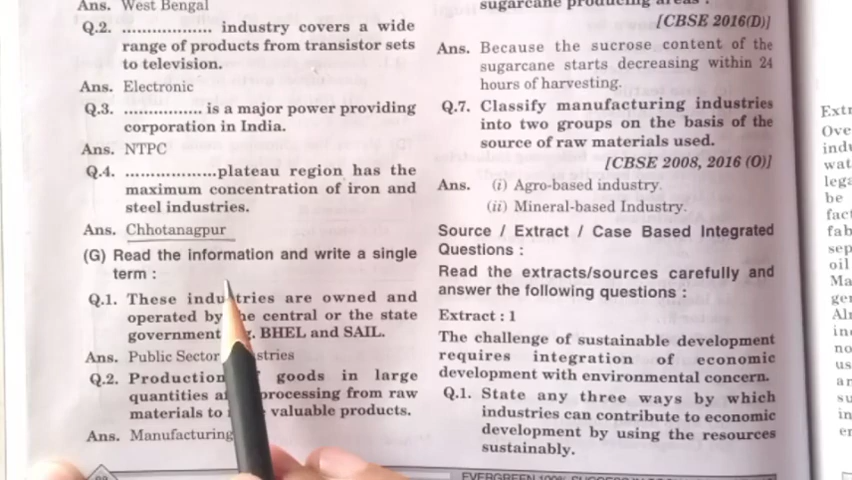 Ans. West Bengal
Q.2. .................. industry covers a wide
range of products from transistor sets
to television.
Ans. Electronic
Q.3. ................ is a major power providing
corporation in India.
Ans. NTPC
Q.4. ..................plateau region has the
maximum concentration of iron and
steel industries.
Ans. Chhotanagpur
(G) Read the information and write a single
term :
Q.1. These industries are owned and
operated by the central or the state
government BHEL and SAIL.
Ans. Public Sector
Q.2. Production goods in large
quantities processing from raw
materials to valuable products.
Ans. Manufacturing
sugarcane producing areas ?
[CBSE 2016(D)]
Ans. Because the sucrose content of the
sugarcane starts decreasing within 24
hours of harvesting.
Q.7. Classify manufacturing industries
into two groups on the basis of the
source of raw materials used.
[CBSE 2008, 2016 (O)]
Ans. (i) Agro-based industry.
(ii) Mineral-based Industry.
Source / Extract / Case Based Integrated
Questions :
Read the extracts/sources carefully and
answer the following questions :
Extract : 1
The challenge of sustainable development
requires integration of economic
development with environmental concern.
Q.1. State any three ways by which
industries can contribute to economic
development by using the resources
sustainably.
EVERGREEN 100% SUCCESS